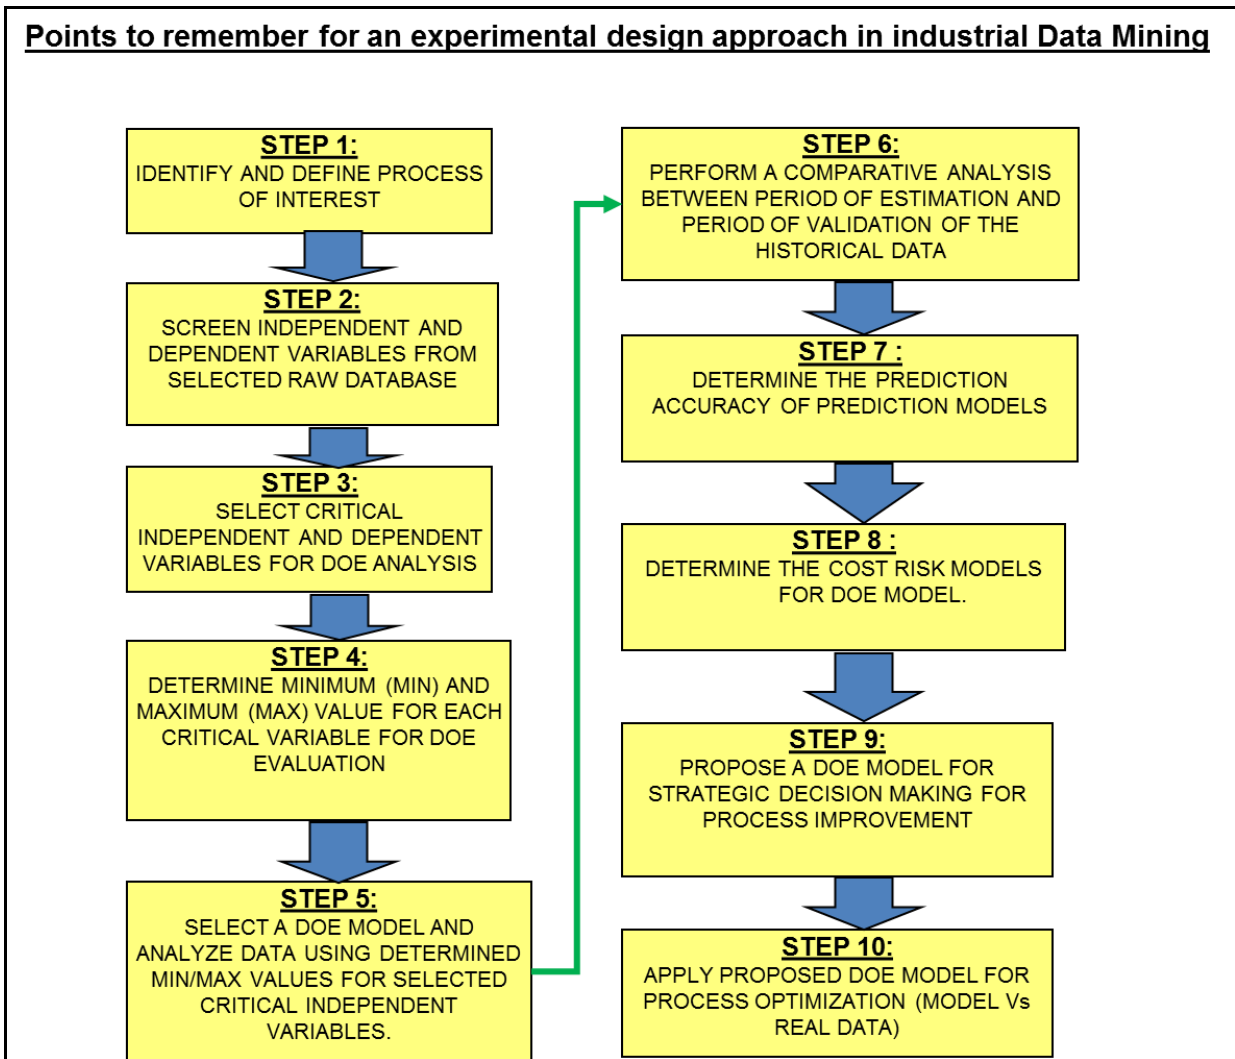 Points to remember for an experimental design approach in industrial Data Mining
STEP 1:
IDENTIFY AND DEFINE PROCESS
OF INTEREST
STEP 2:
SCREEN INDEPENDENT AND
DEPENDENT VARIABLES FROM
SELECTED RAW DATABASE
STEP 3:
SELECT CRITICAL
INDEPENDENT AND DEPENDENT
VARIABLES FOR DOE ANALYSIS
STEP 4:
DETERMINE MINIMUM (MIN) AND
MAXIMUM (MAX) VALUE FOR EACH
CRITICAL VARIABLE FOR DOE
EVALUATION
STEP 5:
SELECT A DOE MODEL AND
ANALYZE DATA USING DETERMINED
MIN/MAX VALUES FOR SELECTED
CRITICAL INDEPENDENT
VARIABLES.
STEP 6:
PERFORM A COMPARATIVE ANALYSIS
BETWEEN PERIOD OF ESTIMATION AND
PERIOD OF VALIDATION OF THE
HISTORICAL DATA
STEP 7 :
DETERMINE THE PREDICTION
ACCURACY OF PREDICTION MODELS
STEP 8 :
DETERMINE THE COST RISK MODELS
FOR DOE MODEL.
STEP 9:
PROPOSE A DOE MODEL FOR
STRATEGIC DECISION MAKING FOR
PROCESS IMPROVEMENT
STEP 10:
APPLY PROPOSED DOE MODEL FOR
PROCESS OPTIMIZATION (MODEL Vs
REAL DATA)